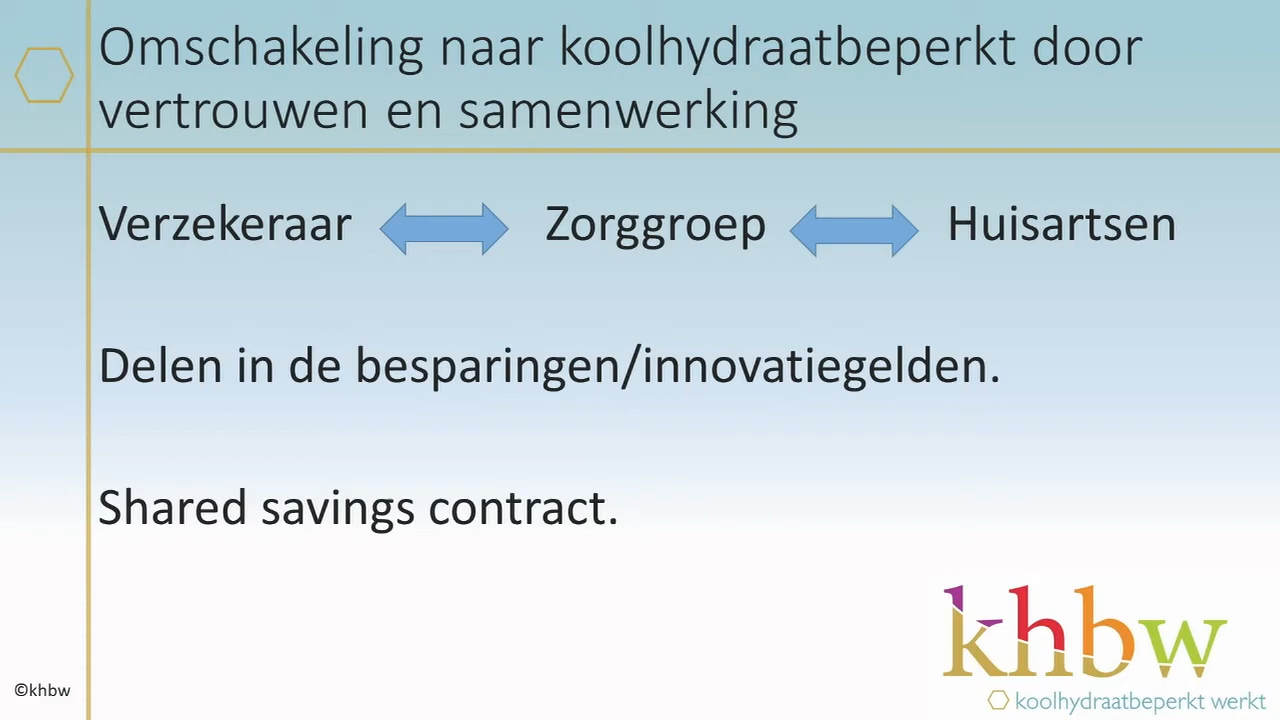 Omschakeling naar koolhydraatbeperkt door
vertrouwen en samenwerking
Verzekeraar Zorggroep Huisartsen
Delen in de besparingen/innovatiegelden.
Shared savings contract.
khbw
koolhydraatbeperkt werkt
©khbw